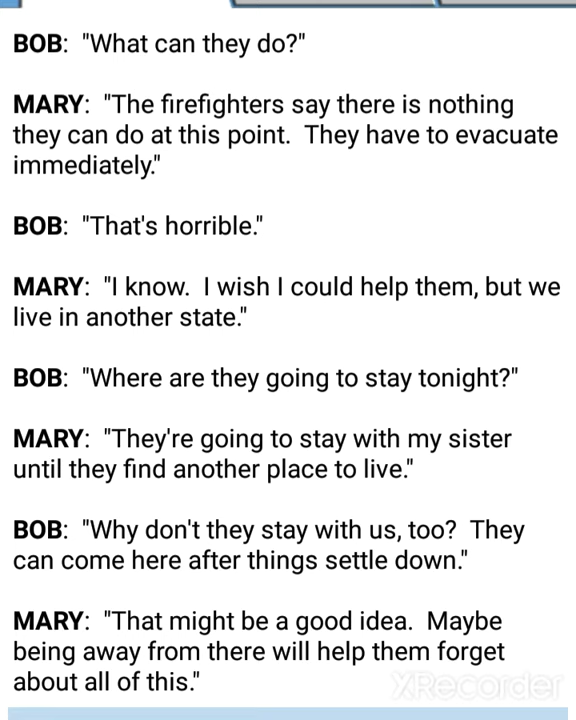 BOB:  "What can they do?"
MARY:  "The firefighters say there is nothing
they can do at this point.  They have to evacuate
immediately."
BOB:  "That's horrible."
MARY:  "I know.  I wish I could help them, but we
live in another state."
BOB:  "Where are they going to stay tonight?"
MARY:  "They're going to stay with my sister
until they find another place to live."
BOB:  "Why don't they stay with us, too?  They
can come here after things settle down."
MARY:  "That might be a good idea.  Maybe
being away from there will help them forget
about all of this."
XRecorder